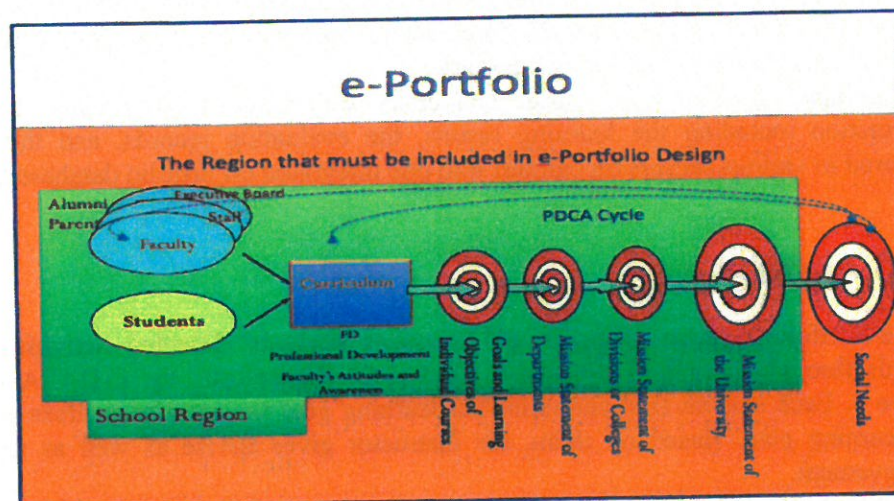 e-Portfolio
The Region that must be included in e-Portfolio Design
Executive Board
Alumni
Staff
Parent
Faculty
PDCA Cycle
Curriculum
Students
FD
Professional Development
Faculty's Attitudes and
Awareness
School Region
Goals and Learning
Objectives of
Individual Courses
Mission Statement of
Departments
Mission Statement of
Divisions or Colleges
Mission Statement of
the University
Social Needs